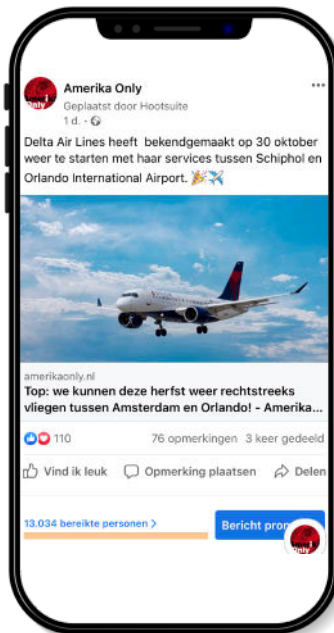 Amerika Only
Geplaatst door Hootsuite
1 d.
Delta Air Lines heeft bekendgemaakt op 30 oktober
weer te starten met haar services tussen Schiphol en
Orlando International Airport. 🎉✈️
amerikaonly.nl
Top: we kunnen deze herfst weer rechtstreeks
vliegen tussen Amsterdam en Orlando! - Amerika...
110 76 opmerkingen 3 keer gedeeld
Vind ik leuk Opmerking plaatsen Delen
13.034 bereikte personen >
Bericht
Only